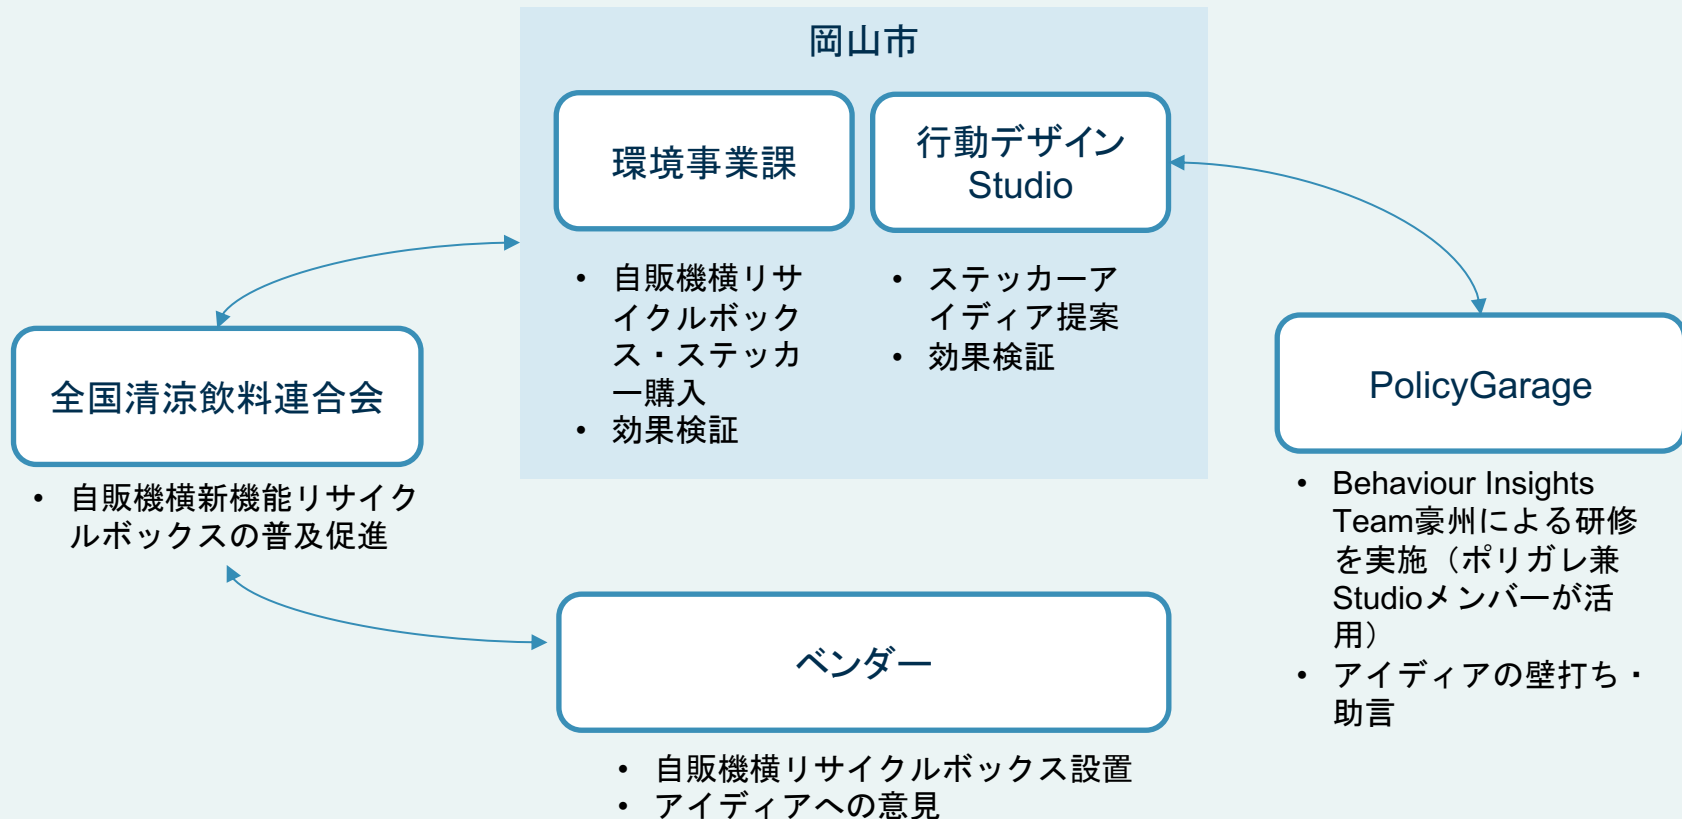 岡山市
環境事業課
行動デザイン
Studio
• 自販機横リサ
イクルボック
ス・ステッカ
ー購入
• 効果検証
• ステッカーア
イディア提案
• 効果検証
全国清涼飲料連合会
• 自販機横新機能リサイク
ルボックスの普及促進
PolicyGarage
• Behaviour Insights
Team豪州による研修
を実施（ポリガレ兼
Studioメンバーが活
用）
• アイディアの壁打ち・
助言
ベンダー
• 自販機横リサイクルボックス設置
• アイディアへの意見